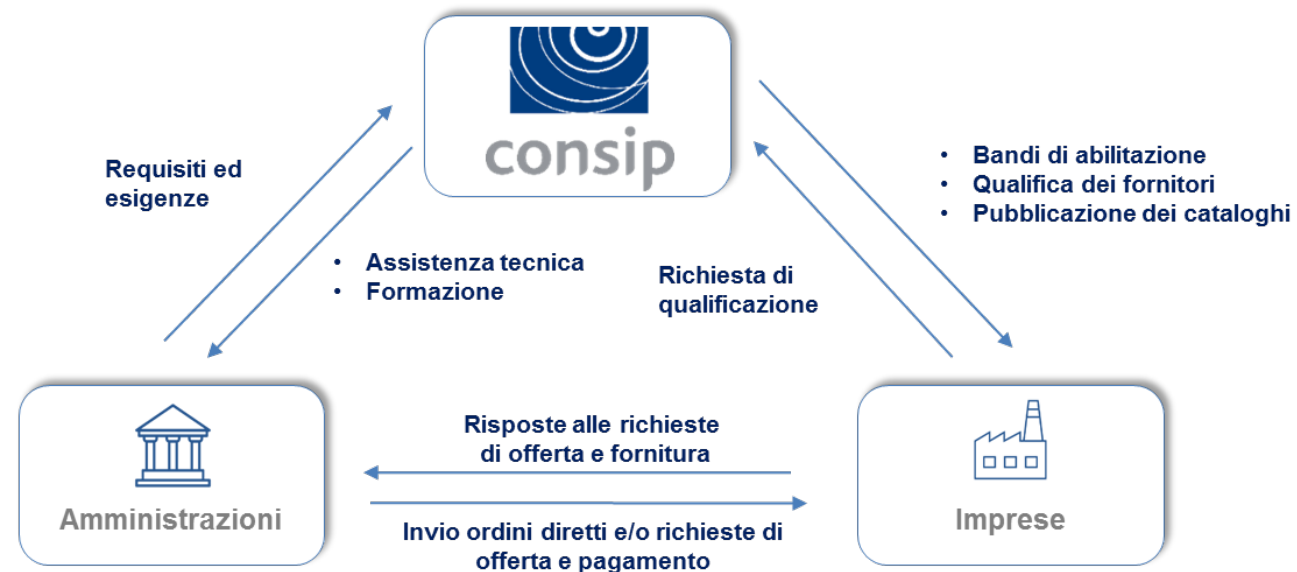 consip
Requisiti ed
esigenze
• Bandi di abilitazione
• Qualifica dei fornitori
• Pubblicazione dei cataloghi
• Assistenza tecnica
• Formazione
Richiesta di
qualificazione
Amministrazioni
Risposte alle richieste
di offerta e fornitura
Invio ordini diretti e/o richieste di
offerta e pagamento
Imprese